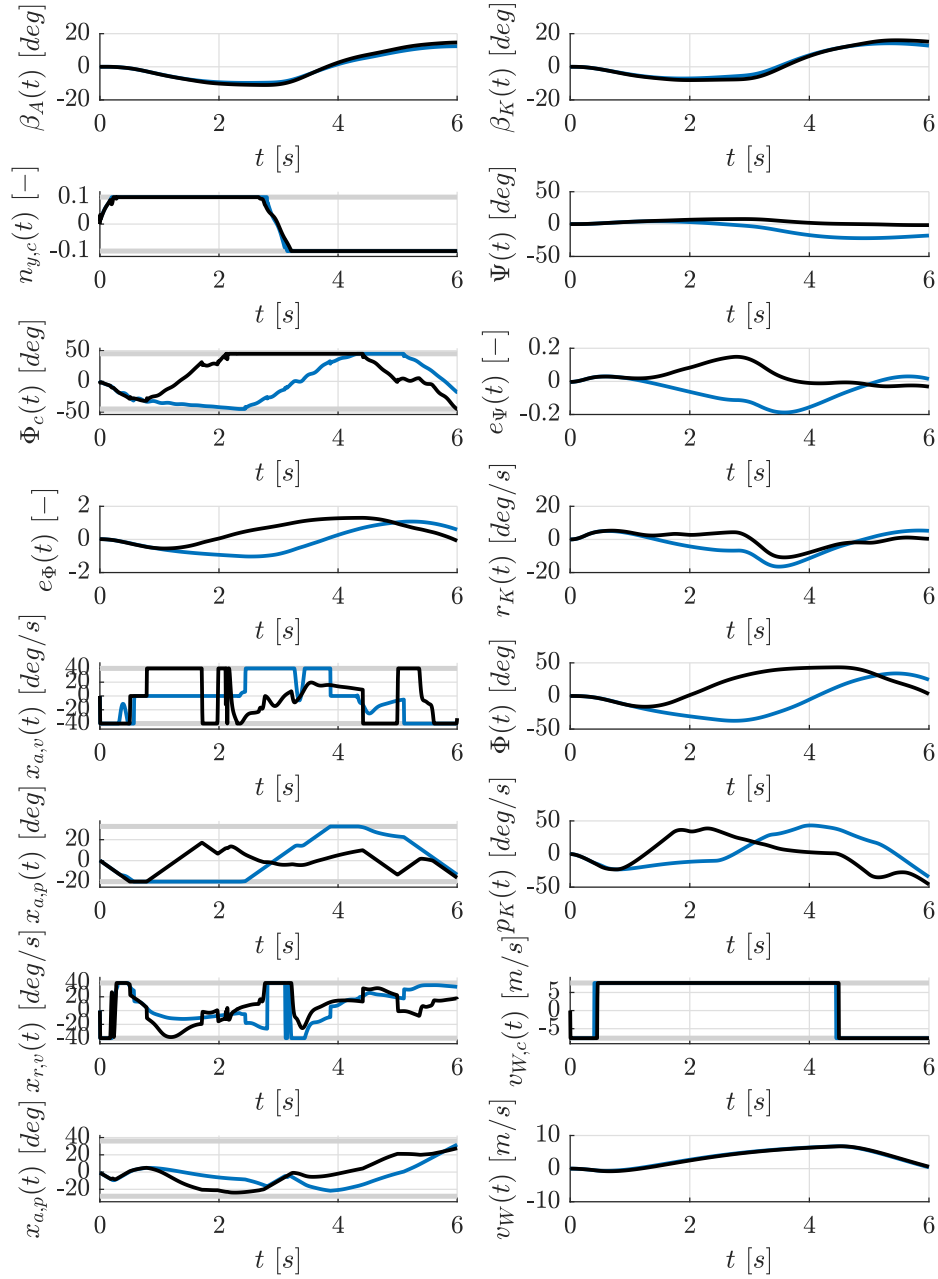 β_A(t) [deg]
20
0
-20
0 2 4 6
t [s]
β_K(t) [deg]
20
0
-20
0 2 4 6
t [s]
n_{y,c}(t) [−]
0.1
0
-0.1
0 2 4 6
t [s]
Ψ(t) [deg]
50
0
-50
0 2 4 6
t [s]
Φ_c(t) [deg]
50
0
-50
0 2 4 6
t [s]
e_Ψ(t) [−]
0.2
0
-0.2
0 2 4 6
t [s]
e_Φ(t) [−]
2
0
-2
0 2 4 6
t [s]
r_K(t) [deg/s]
20
0
-20
0 2 4 6
t [s]
x_{a,v}(t) [deg/s]
40
20
0
-20
-40
0 2 4 6
t [s]
Φ(t) [deg]
50
0
-50
0 2 4 6
t [s]
x_{a,p}(t) [deg]
20
0
-20
0 2 4 6
t [s]
p_K(t) [deg/s]
50
0
-50
0 2 4 6
t [s]
x_{r,v}(t) [deg/s]
40
20
0
-20
-40
0 2 4 6
t [s]
v_{W,c}(t) [m/s]
5
0
-5
0 2 4 6
t [s]
x_{a,p}(t) [deg]
40
20
0
-20
0 2 4 6
t [s]
v_W(t) [m/s]
10
0
-10
0 2 4 6
t [s]